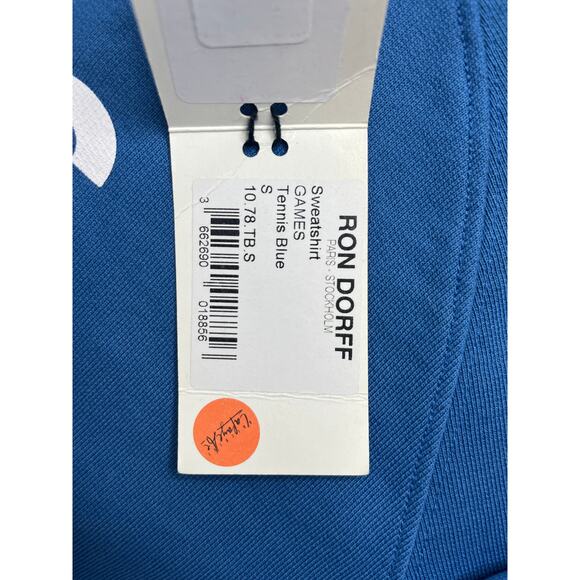 RON DORFF
PARIS - STOCKHOLM
Sweatshirt
GAMES
Tennis Blue
S
10.78.TB.S
3 662690 018856